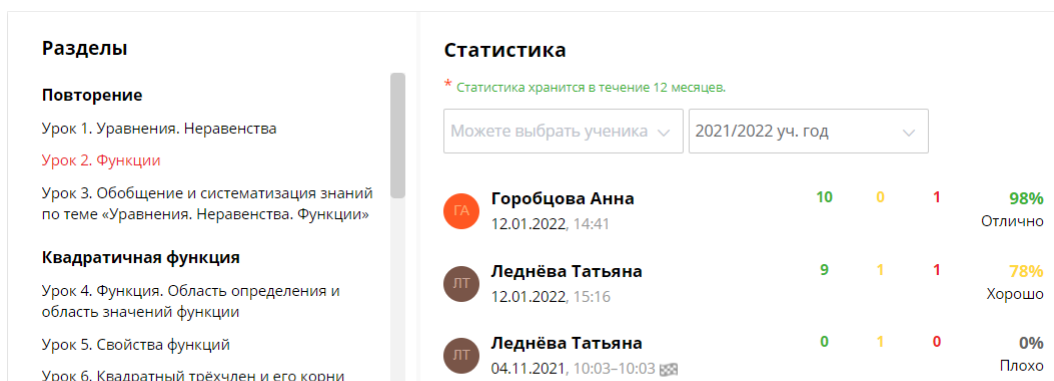 Разделы
Повторение
Урок 1. Уравнения. Неравенства
Урок 2. Функции
Урок 3. Обобщение и систематизация знаний
по теме «Уравнения. Неравенства. Функции»
Квадратичная функция
Урок 4. Функция. Область определения и
область значений функции
Урок 5. Свойства функций
Урок 6. Квадратный трёхчлен и его корни
Статистика
* Статистика хранится в течение 12 месяцев.
Можете выбрать ученика
2021/2022 уч. год
ГА
Горобцова Анна
12.01.2022, 14:41
10 0 1 98%
Отлично
ЛТ
Леднёва Татьяна
12.01.2022, 15:16
9 1 1 78%
Хорошо
ЛТ
Леднёва Татьяна
04.11.2021, 10:03–10:03
0 1 0 0%
Плохо